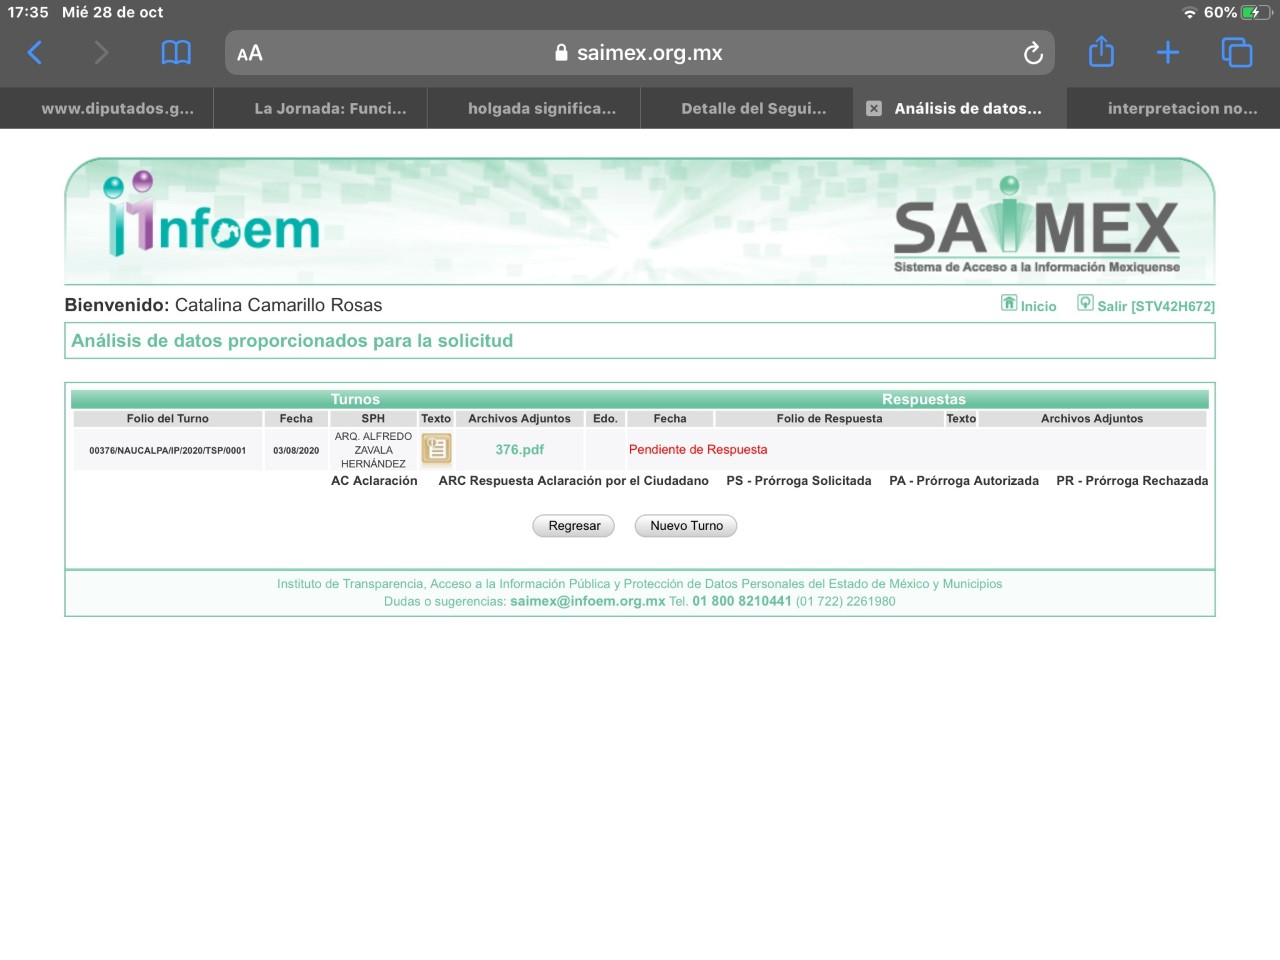 17:35 Mié 28 de oct 60%
AA saimex.org.mx
www.diputados.g... La Jornada: Funci... holgada significa... Detalle del Segui... Análisis de datos... interpretacion no...
infoem
SAIMEX
Sistema de Acceso a la Información Mexiquense
Bienvenido: Catalina Camarillo Rosas Inicio Salir [STV42H672]
Análisis de datos proporcionados para la solicitud
Turnos Respuestas
Folio del Turno Fecha SPH Texto Archivos Adjuntos Edo. Fecha Folio de Respuesta Texto Archivos Adjuntos
00376/NAUCALPA/IP/2020/TSP/0001 03/08/2020 ARQ. ALFREDO ZAVALA HERNÁNDEZ 376.pdf Pendiente de Respuesta
AC Aclaración ARC Respuesta Aclaración por el Ciudadano PS - Prórroga Solicitada PA - Prórroga Autorizada PR - Prórroga Rechazada
Regresar Nuevo Turno
Instituto de Transparencia, Acceso a la Información Pública y Protección de Datos Personales del Estado de México y Municipios
Dudas o sugerencias: saimex@infoem.org.mx Tel. 01 800 8210441 (01 722) 2261980